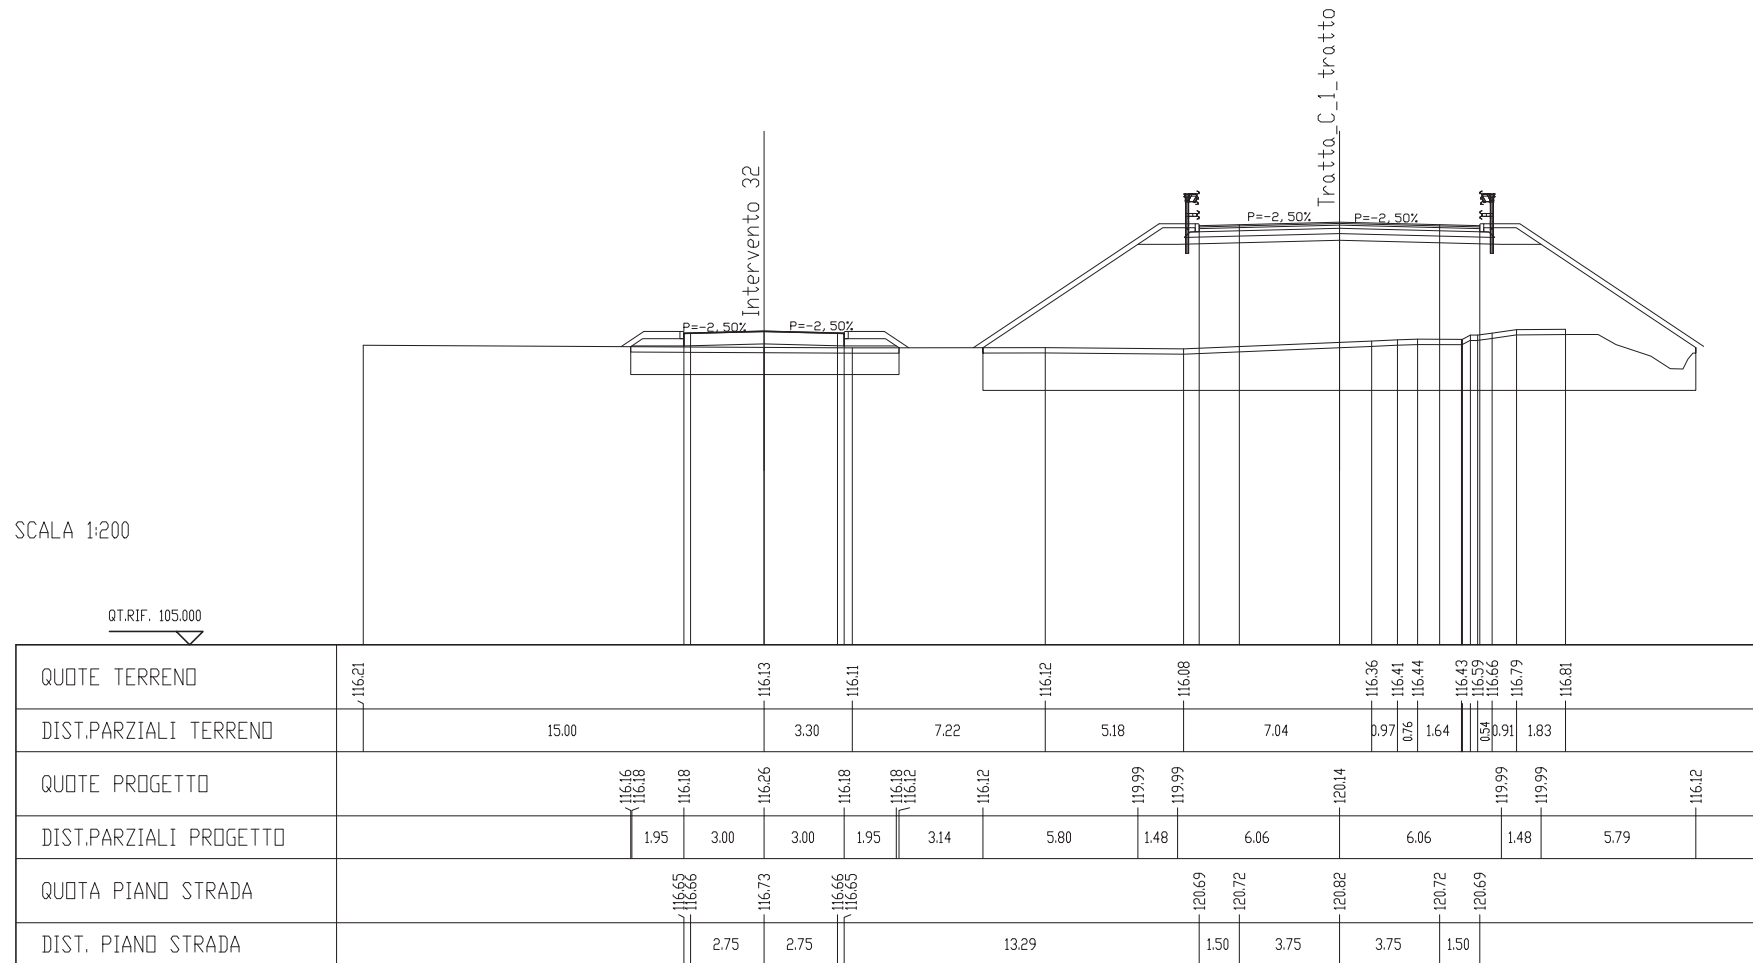 Tratta_C_1_tratto
Intervento 32
P=-2,50% P=-2,50%
P=-2,50% P=-2,50%
SCALA 1:200
QT.RIF. 105.000
QUOTE TERRENO 116.21 116.13 116.11 116.12 116.08 116.36 116.41 116.44 116.43 116.59 116.66 116.79 116.81
DIST.PARZIALI TERRENO 15.00 3.30 7.22 5.18 7.04 0.97 0.76 1.64 0.54 0.91 1.83
QUOTE PROGETTO 116.16 116.18 116.18 116.26 116.18 116.18 116.12 116.12 119.99 119.99 120.14 119.99 119.99 116.12
DIST.PARZIALI PROGETTO 1.95 3.00 3.00 1.95 3.14 5.80 1.48 6.06 6.06 1.48 5.79
QUOTA PIANO STRADA 116.65 116.66 116.73 116.66 116.65 120.69 120.72 120.82 120.72 120.69
DIST. PIANO STRADA 2.75 2.75 13.29 1.50 3.75 3.75 1.50